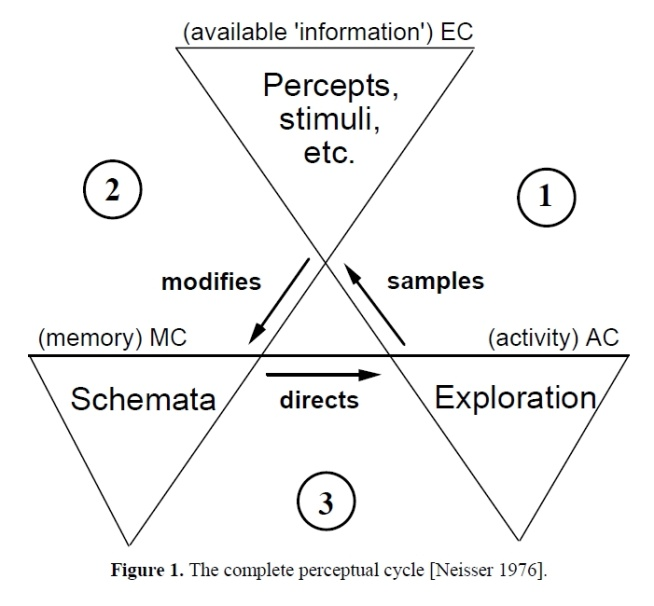 (available 'information') EC
Percepts,
stimuli,
etc.
2
1
modifies
samples
(memory) MC
(activity) AC
Schemata
directs
Exploration
3
Figure 1. The complete perceptual cycle [Neisser 1976].